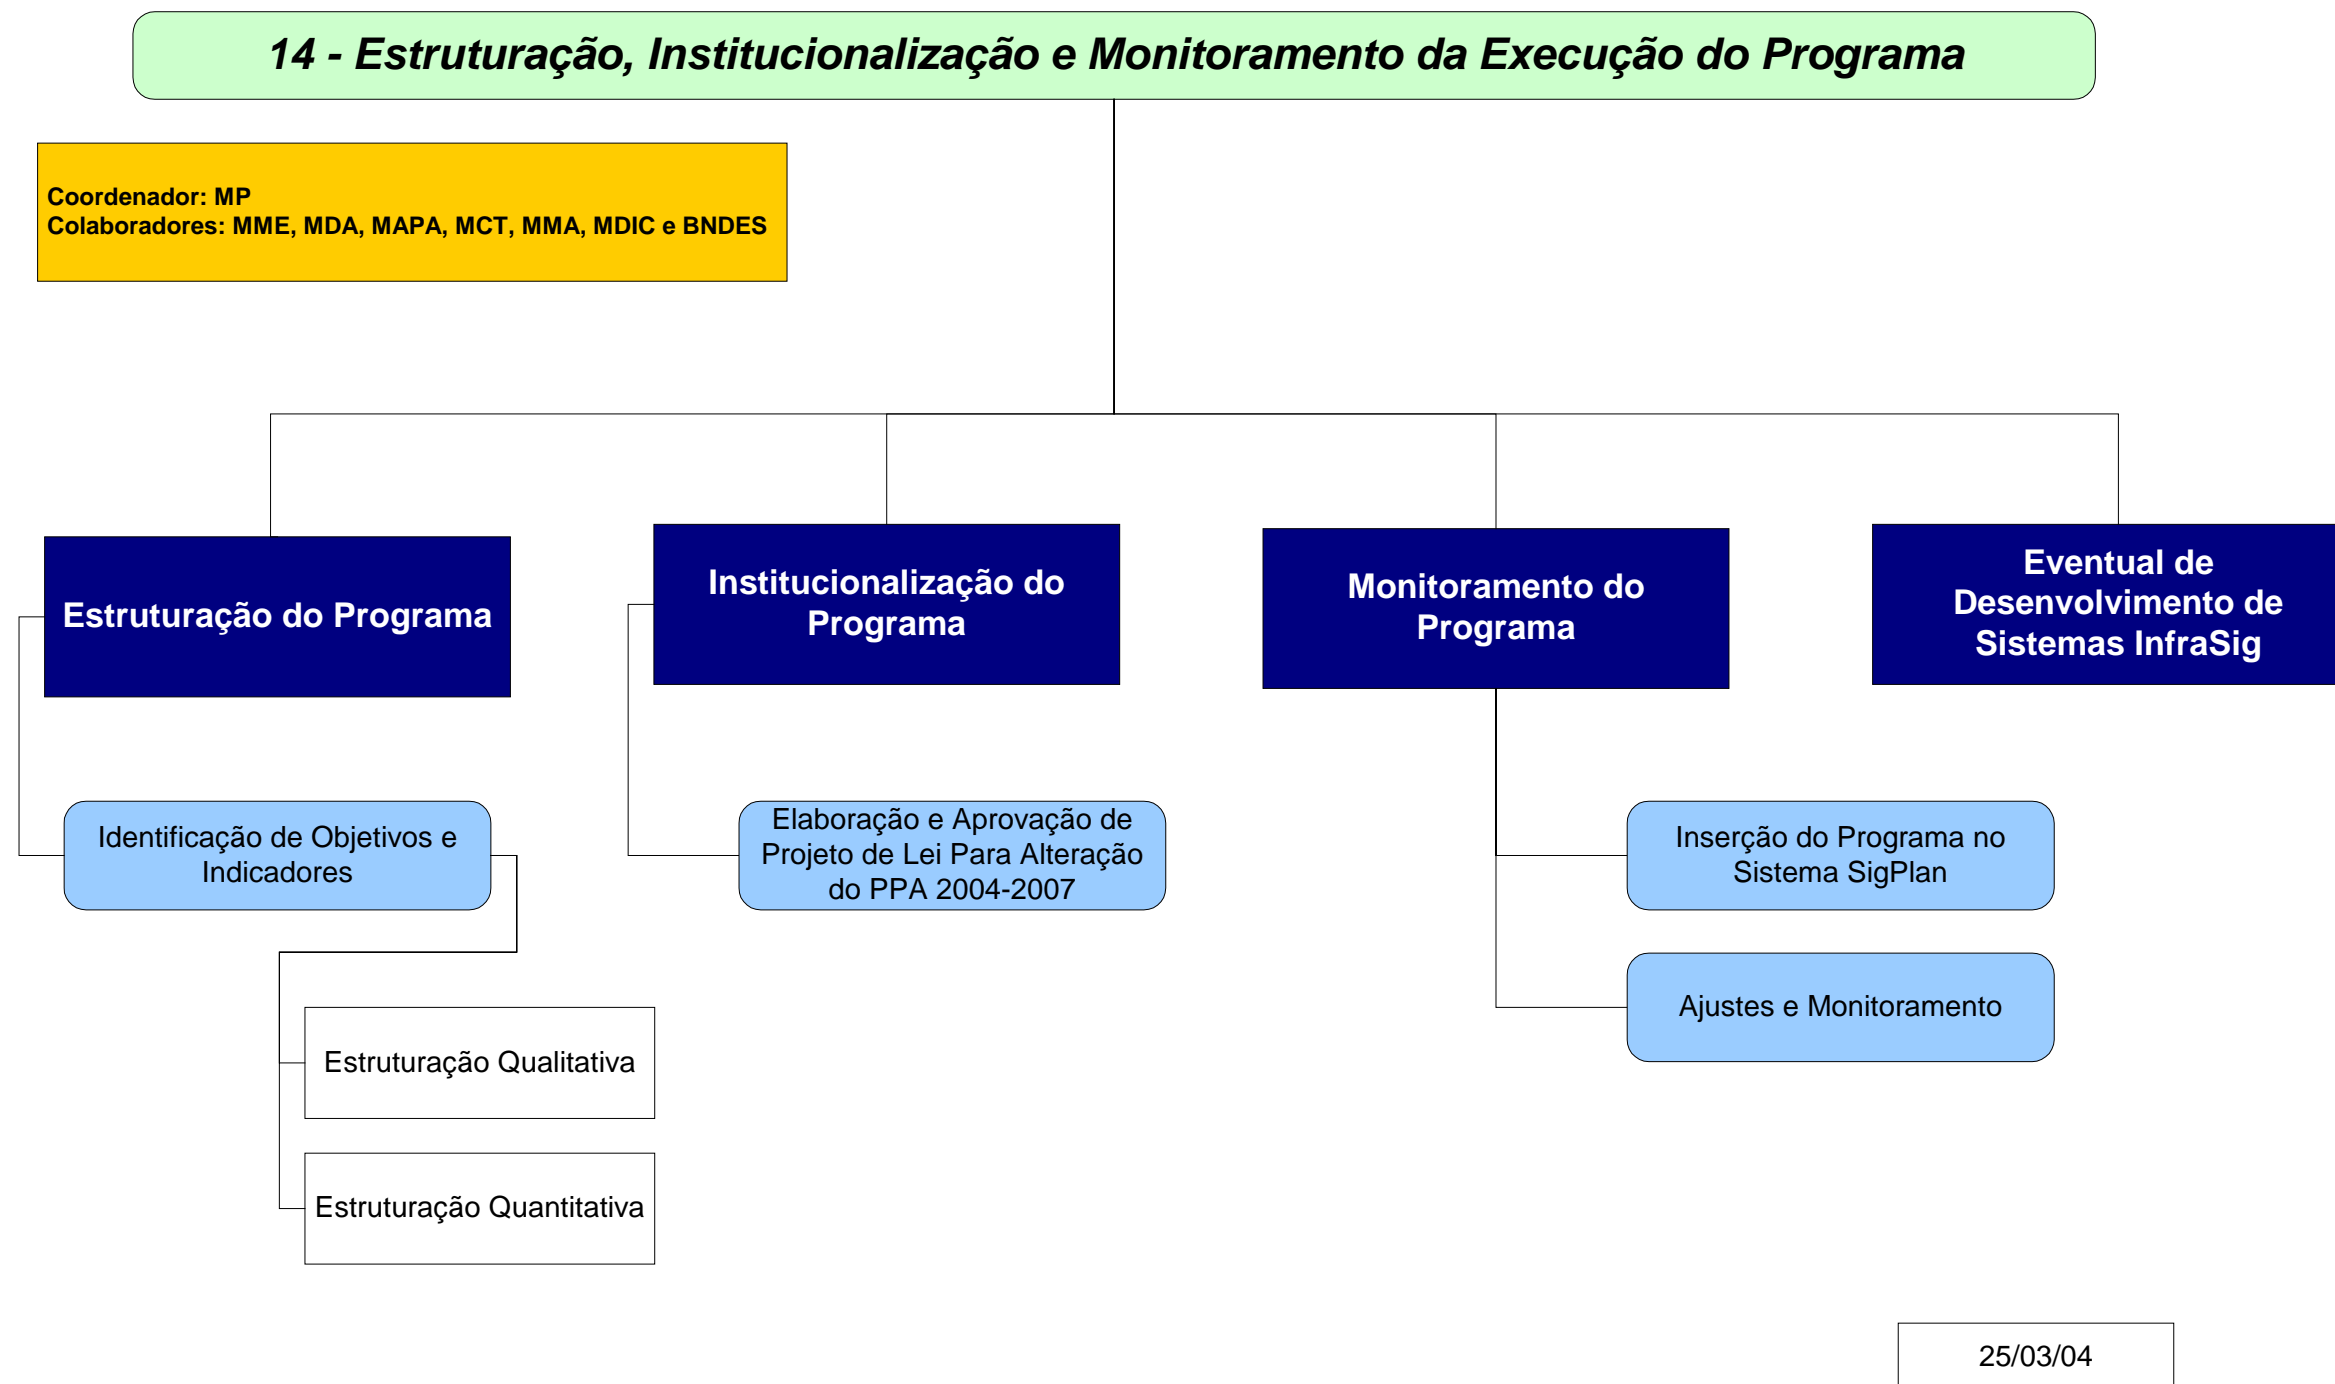 14 - Estruturação, Institucionalização e Monitoramento da Execução do Programa
Coordenador: MP
Colaboradores: MME, MDA, MAPA, MCT, MMA, MDIC e BNDES
Estruturação do Programa
Institucionalização do
Programa
Monitoramento do
Programa
Eventual de
Desenvolvimento de
Sistemas InfraSig
Identificação de Objetivos e
Indicadores
Elaboração e Aprovação de
Projeto de Lei Para Alteração
do PPA 2004-2007
Inserção do Programa no
Sistema SigPlan
Ajustes e Monitoramento
Estruturação Qualitativa
Estruturação Quantitativa
25/03/04